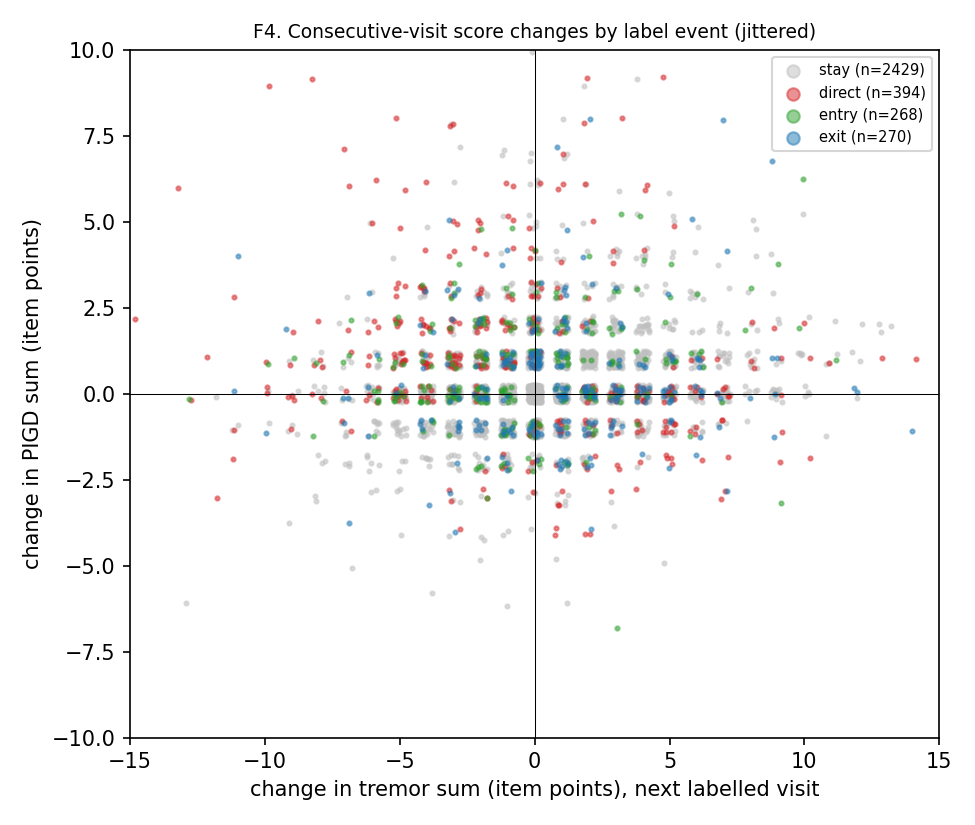 F4. Consecutive-visit score changes by label event (jittered)
stay (n=2429)
direct (n=394)
entry (n=268)
exit (n=270)
change in PIGD sum (item points)
10.0
7.5
5.0
2.5
0.0
−2.5
−5.0
−7.5
−10.0
−15 −10 −5 0 5 10 15
change in tremor sum (item points), next labelled visit